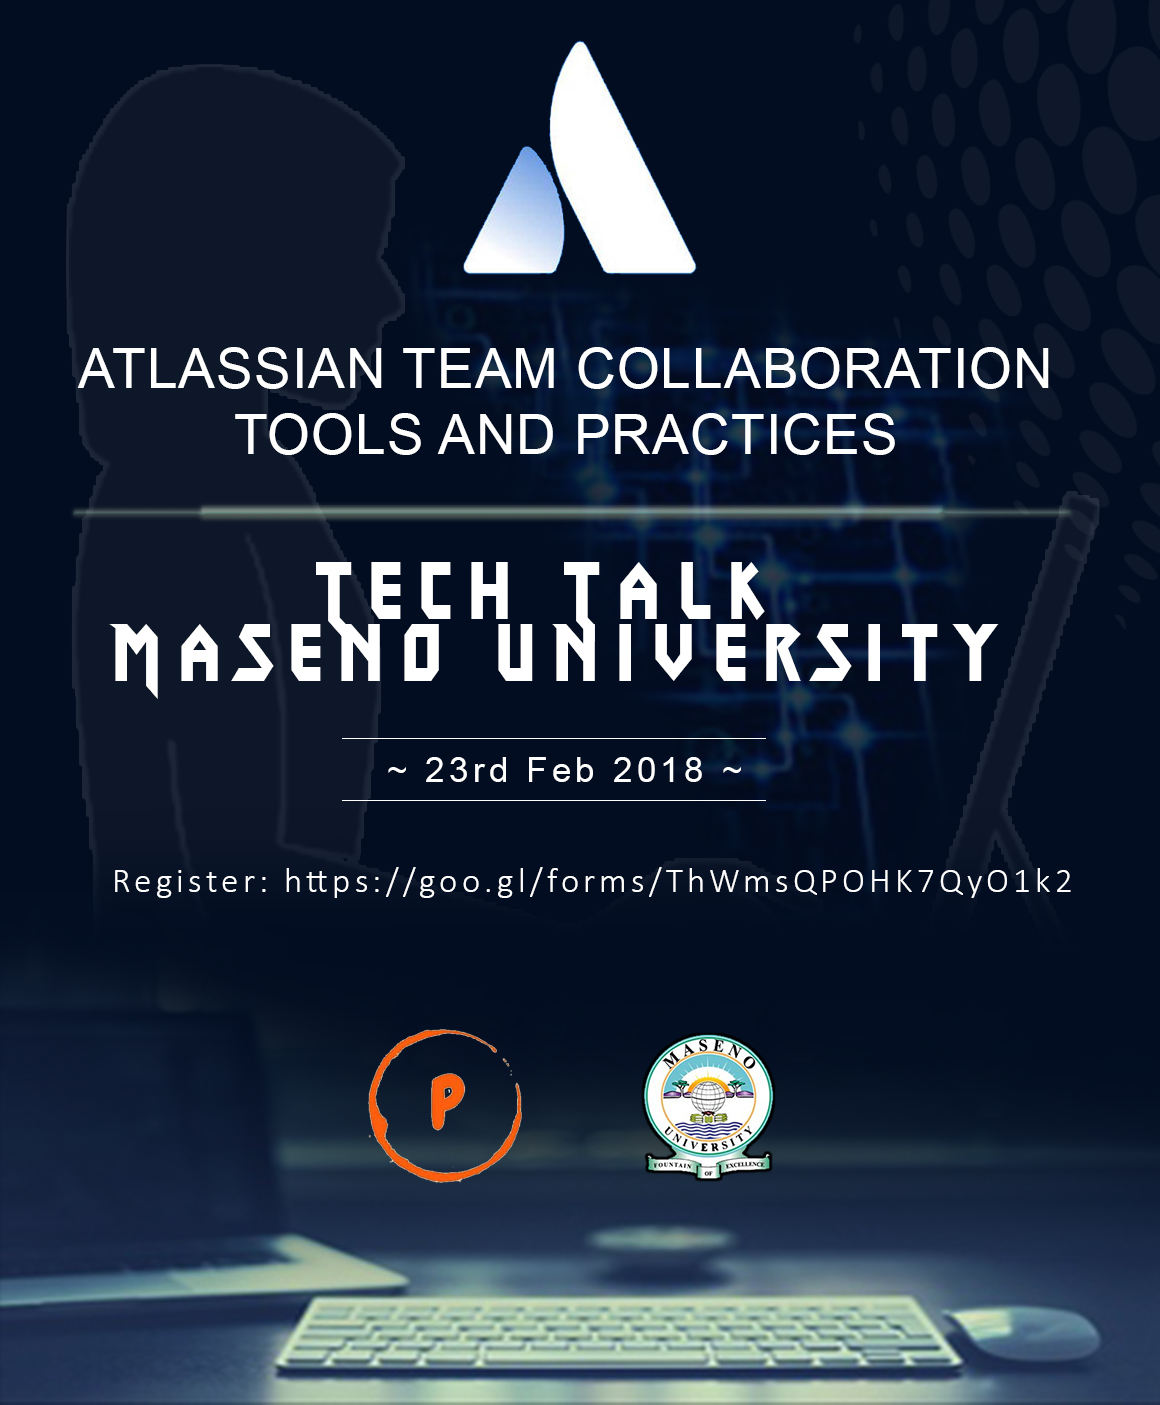 ATLASSIAN TEAM COLLABORATION
TOOLS AND PRACTICES
TECH TALK
MASENO UNIVERSITY
~ 23rd Feb 2018 ~
Register: https://goo.gl/forms/ThWmsQPOHK7QyO1k2
P
MASENO
UNIVERSITY
FOUNTAIN OF EXCELLENCE